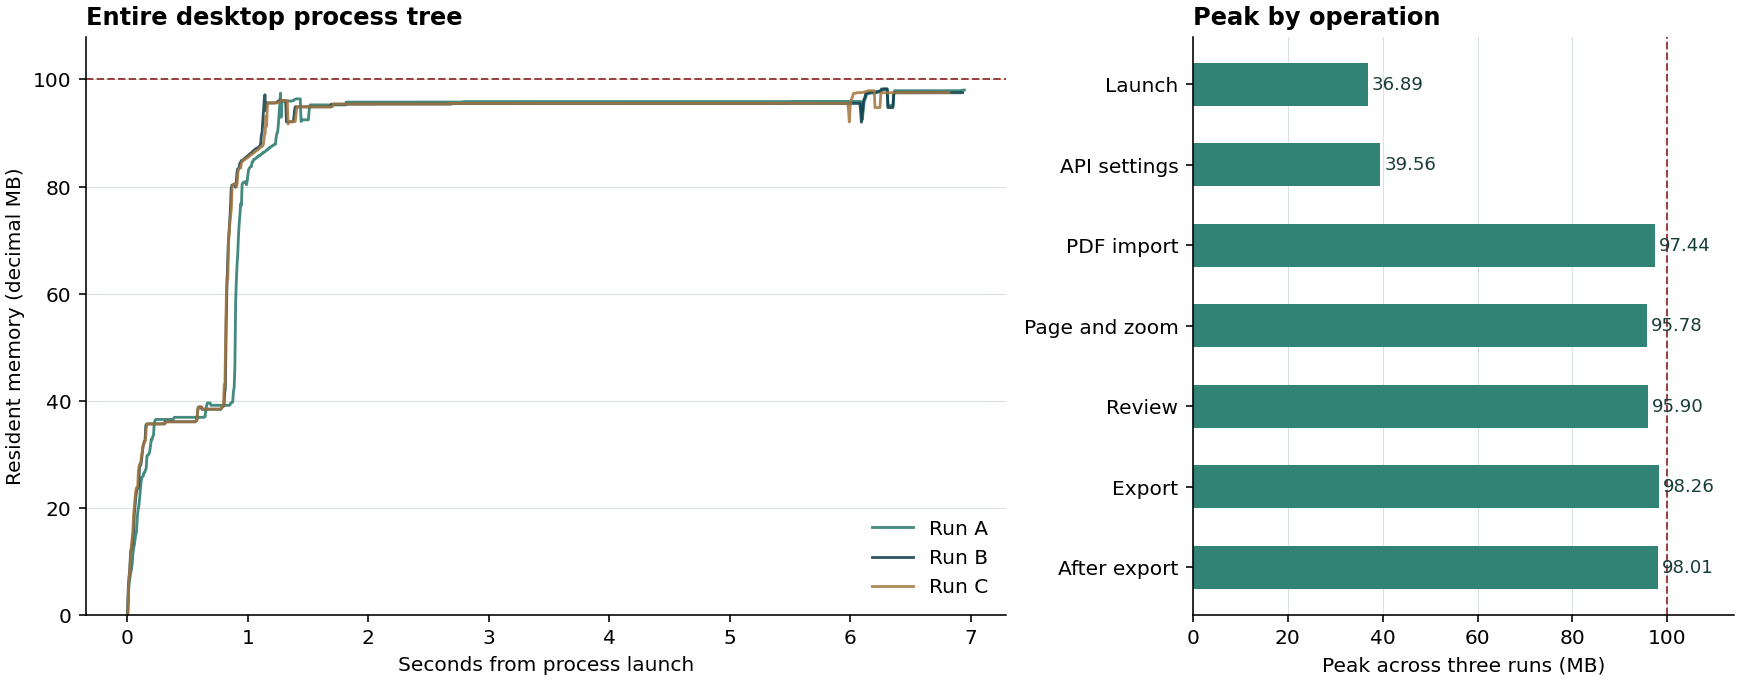 Entire desktop process tree
Resident memory (decimal MB)
100
80
60
40
20
0
0 1 2 3 4 5 6 7
Seconds from process launch
Run A
Run B
Run C
Peak by operation
Launch 36.89
API settings 39.56
PDF import 97.44
Page and zoom 95.78
Review 95.90
Export 98.26
After export 98.01
0 20 40 60 80 100
Peak across three runs (MB)